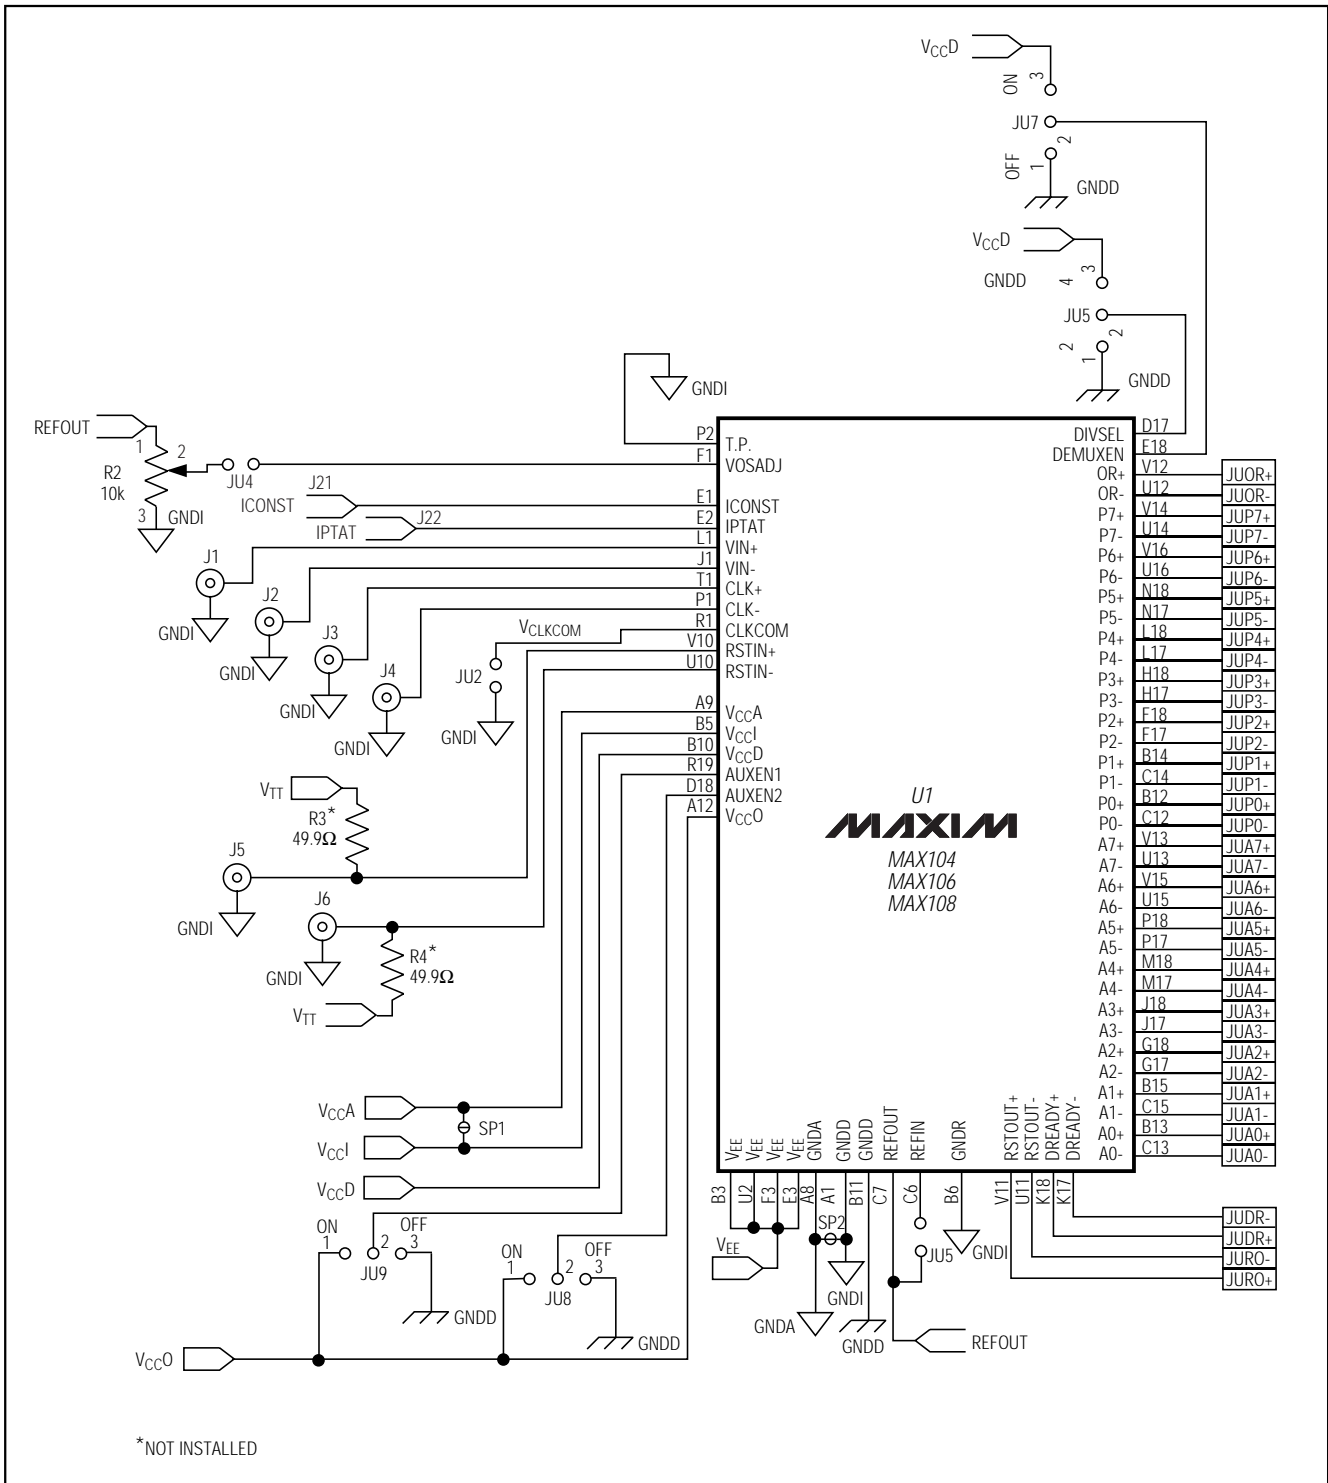 VCCD
ON
3
JU7
2
OFF
1
GNDD
VCCD
GNDD
4
3
JU5
2
2
1
GNDD
GNDI
REFOUT
1
2
R2
10k
JU4
3
GNDI
J21
ICONST
J22
IPTAT
J1
GNDI
J2
GNDI
J3
GNDI
J4
GNDI
VCLKCOM
JU2
GNDI
VTT
R3*
49.9Ω
J5
GNDI
J6
GNDI
R4*
49.9Ω
VTT
P2 T.P.
F1 VOSADJ
E1 ICONST
E2 IPTAT
L1 VIN+
J1 VIN-
T1 CLK+
P1 CLK-
R1 CLKCOM
V10 RSTIN+
U10 RSTIN-
A9 VCCA
B5 VCCI
B10 VCCD
R19 AUXEN1
D18 AUXEN2
A12 VCCO
U1
MAXIM
MAX104
MAX106
MAX108
DIVSEL D17
DEMUXEN E18
OR+ V12 JUOR+
OR- U12 JUOR-
P7+ V14 JUP7+
P7- U14 JUP7-
P6+ V16 JUP6+
P6- U16 JUP6-
P5+ N18 JUP5+
P5- N17 JUP5-
P4+ L18 JUP4+
P4- L17 JUP4-
P3+ H18 JUP3+
P3- H17 JUP3-
P2+ F18 JUP2+
P2- F17 JUP2-
P1+ B14 JUP1+
P1- C14 JUP1-
P0+ B12 JUP0+
P0- C12 JUP0-
A7+ V13 JUA7+
A7- U13 JUA7-
A6+ V15 JUA6+
A6- U15 JUA6-
A5+ P18 JUA5+
A5- P17 JUA5-
A4+ M18 JUA4+
A4- M17 JUA4-
A3+ J18 JUA3+
A3- J17 JUA3-
A2+ G18 JUA2+
A2- G17 JUA2-
A1+ B15 JUA1+
A1- C15 JUA1-
A0+ B13 JUA0+
A0- C13 JUA0-
VEE B3
VEE U2
VEE F3
VEE E3
GNDA A8
GNDD A1
GNDD B11
REFOUT C7
REFIN C6
GNDR B6
RSTOUT+ V11
RSTOUT- U11
DREADY+ K18
DREADY- K17
JUDR-
JUDR+
JURO-
JURO+
VCCA
SP1
VCCI
VCCD
ON
1
2
OFF
3
JU9
GNDD
ON
1
2
OFF
3
JU8
GNDD
VCCO
VEE
SP2
GNDI
GNDA
GNDD
JU5
GNDI
REFOUT
*NOT INSTALLED